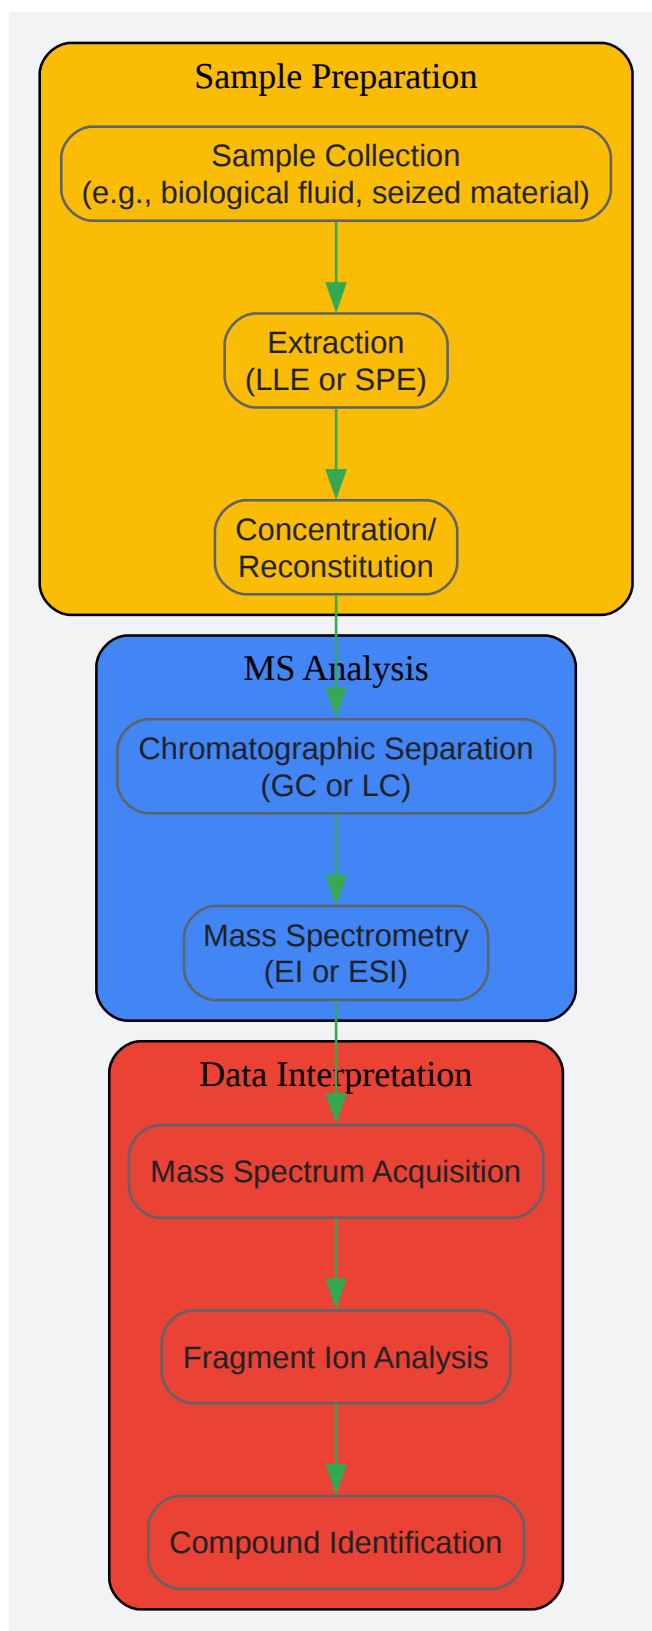 Sample Preparation
Sample Collection
(e.g., biological fluid, seized material)
Extraction
(LLE or SPE)
Concentration/
Reconstitution
MS Analysis
Chromatographic Separation
(GC or LC)
Mass Spectrometry
(EI or ESI)
Data Interpretation
Mass Spectrum Acquisition
Fragment Ion Analysis
Compound Identification